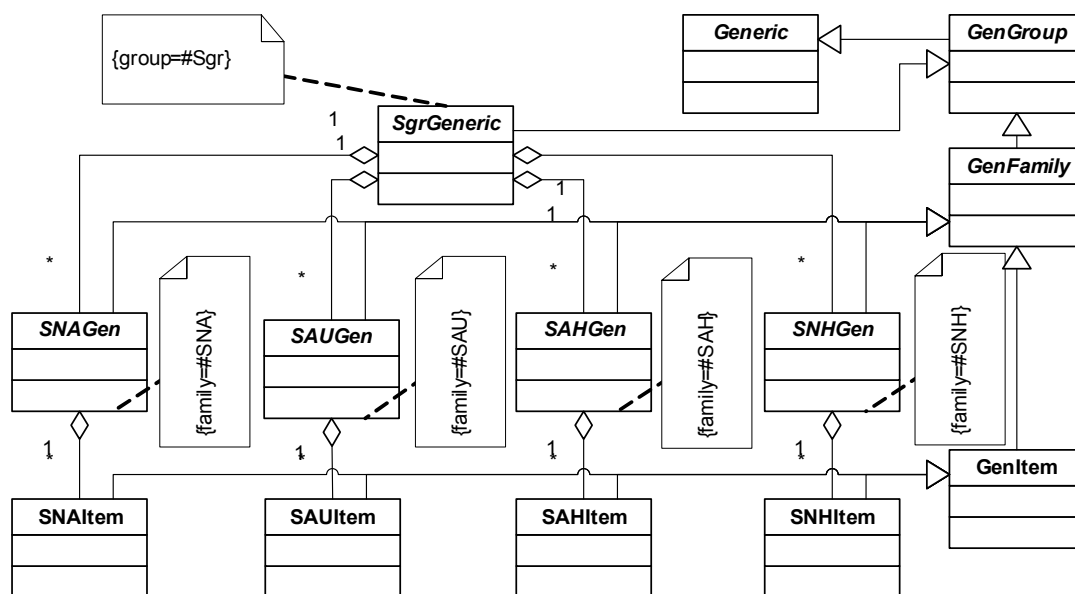 Generic
GenGroup
{group=#Sgr}
1
SgrGeneric
1
GenFamily
1
1
*
*
*
*
SNAGen
SAUGen
SAHGen
SNHGen
{family=#SNA}
{family=#SAU}
{family=#SAH}
{family=#SNH}
1
1
1
1
*
*
*
*
GenItem
SNAItem
SAUItem
SAHItem
SNHItem